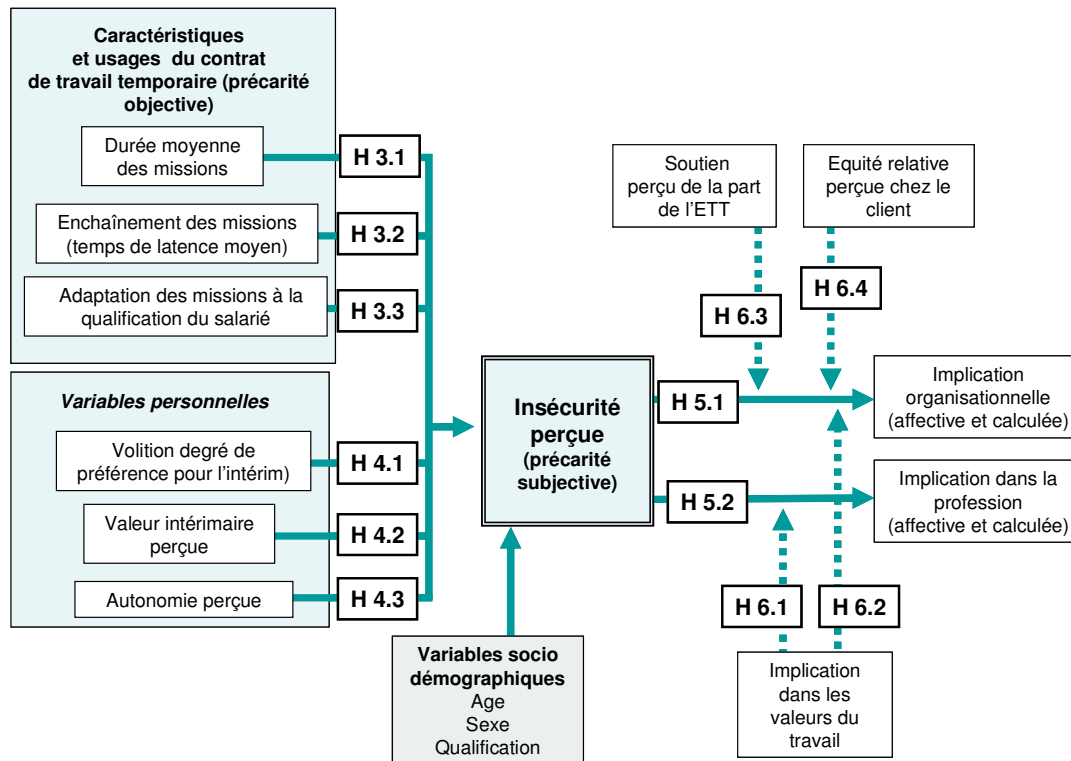 Caractéristiques
et usages du contrat
de travail temporaire (précarité
objective)
Durée moyenne
des missions
H 3.1
Enchaînement des missions
(temps de latence moyen)
H 3.2
Adaptation des missions à la
qualification du salarié
H 3.3
Variables personnelles
Volition degré de
préférence pour l'intérim)
H 4.1
Valeur intérimaire
perçue
H 4.2
Autonomie perçue
H 4.3
Insécurité
perçue
(précarité
subjective)
Variables socio
démographiques
Age
Sexe
Qualification
Soutien
perçu de la part
de l'ETT
Equité relative
perçue chez le
client
H 6.3
H 6.4
H 5.1
Implication
organisationnelle
(affective et calculée)
H 5.2
Implication dans la
profession
(affective et calculée)
H 6.1
H 6.2
Implication
dans les
valeurs du
travail